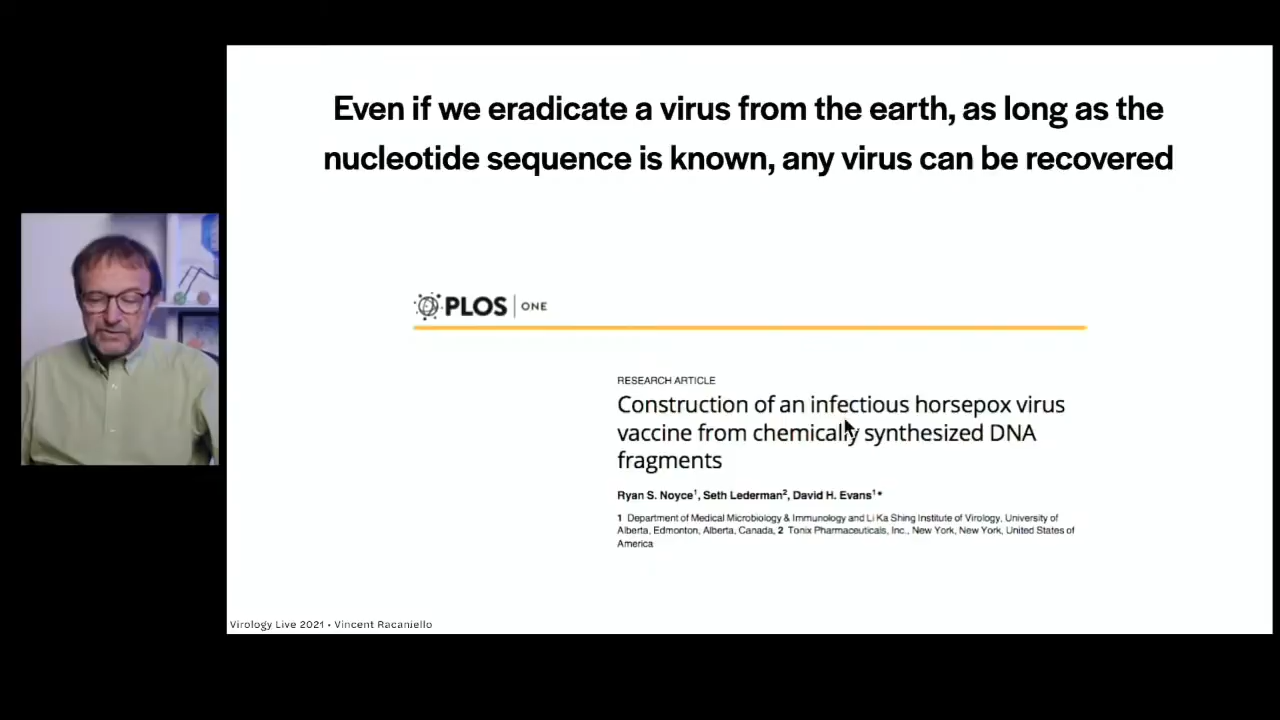 Even if we eradicate a virus from the earth, as long as the
nucleotide sequence is known, any virus can be recovered
PLOS | ONE
RESEARCH ARTICLE
Construction of an infectious horsepox virus
vaccine from chemically synthesized DNA
fragments
Ryan S. Noyce¹, Seth Lederman², David H. Evans¹*
1 Department of Medical Microbiology & Immunology and Li Ka Shing Institute of Virology, University of
Alberta, Edmonton, Alberta, Canada, 2 Tonix Pharmaceuticals, Inc., New York, New York, United States of
America
Virology Live 2021 • Vincent Racaniello